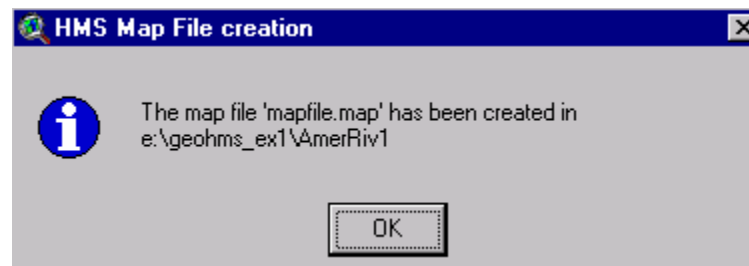 HMS Map File creation
The map file 'mapfile.map' has been created in
e:\geohms_ex1\AmerRiv1
OK